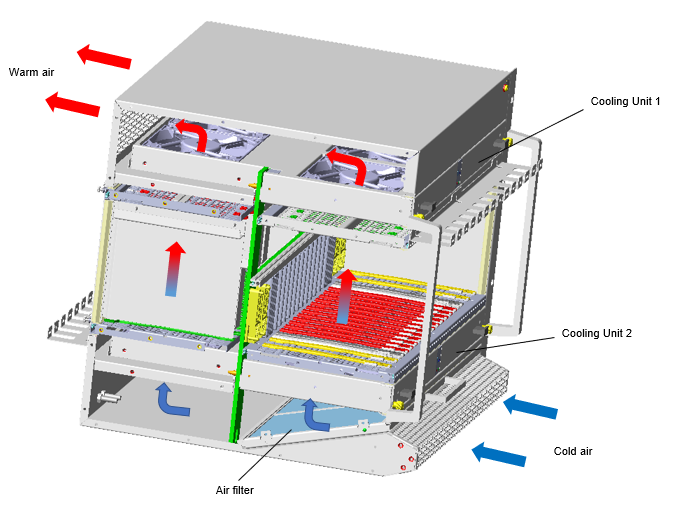 Warm air
Cooling Unit 1
Cooling Unit 2
Cold air
Air filter